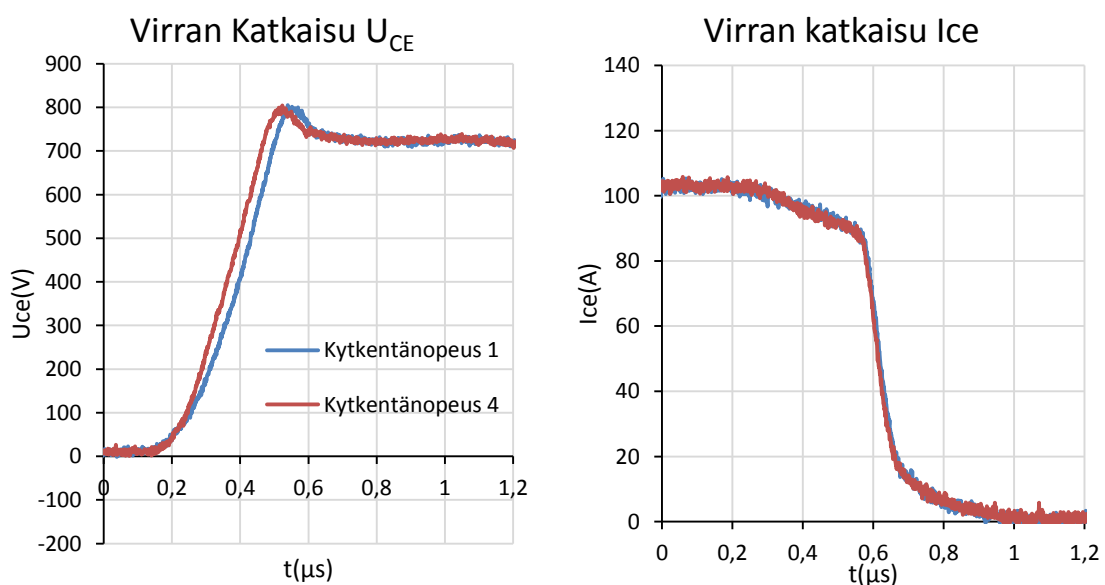 Virran Katkaisu U_CE
900
800
700
600
500
400
300
200
100
0
-100
-200
Uce(V)
0 0,2 0,4 0,6 0,8 1 1,2
t(µs)
Kytkentänopeus 1
Kytkentänopeus 4
Virran katkaisu Ice
140
120
100
80
60
40
20
0
Ice(A)
0 0,2 0,4 0,6 0,8 1 1,2
t(µs)